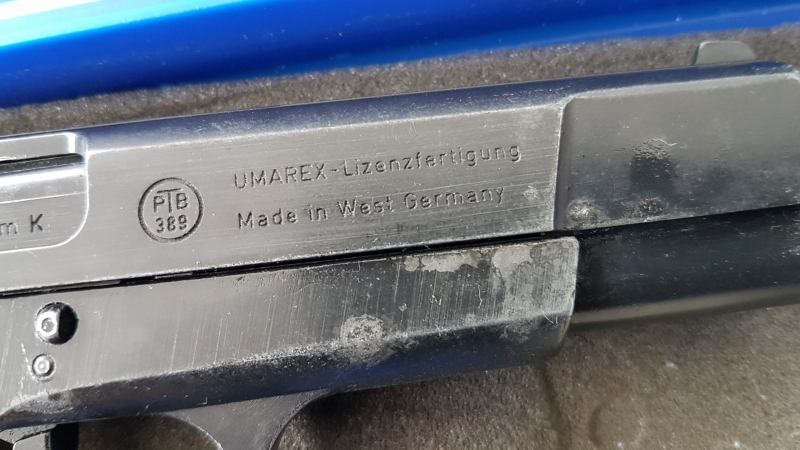 m K
PTB
389
UMAREX-Lizenzfertigung
Made in West Germany